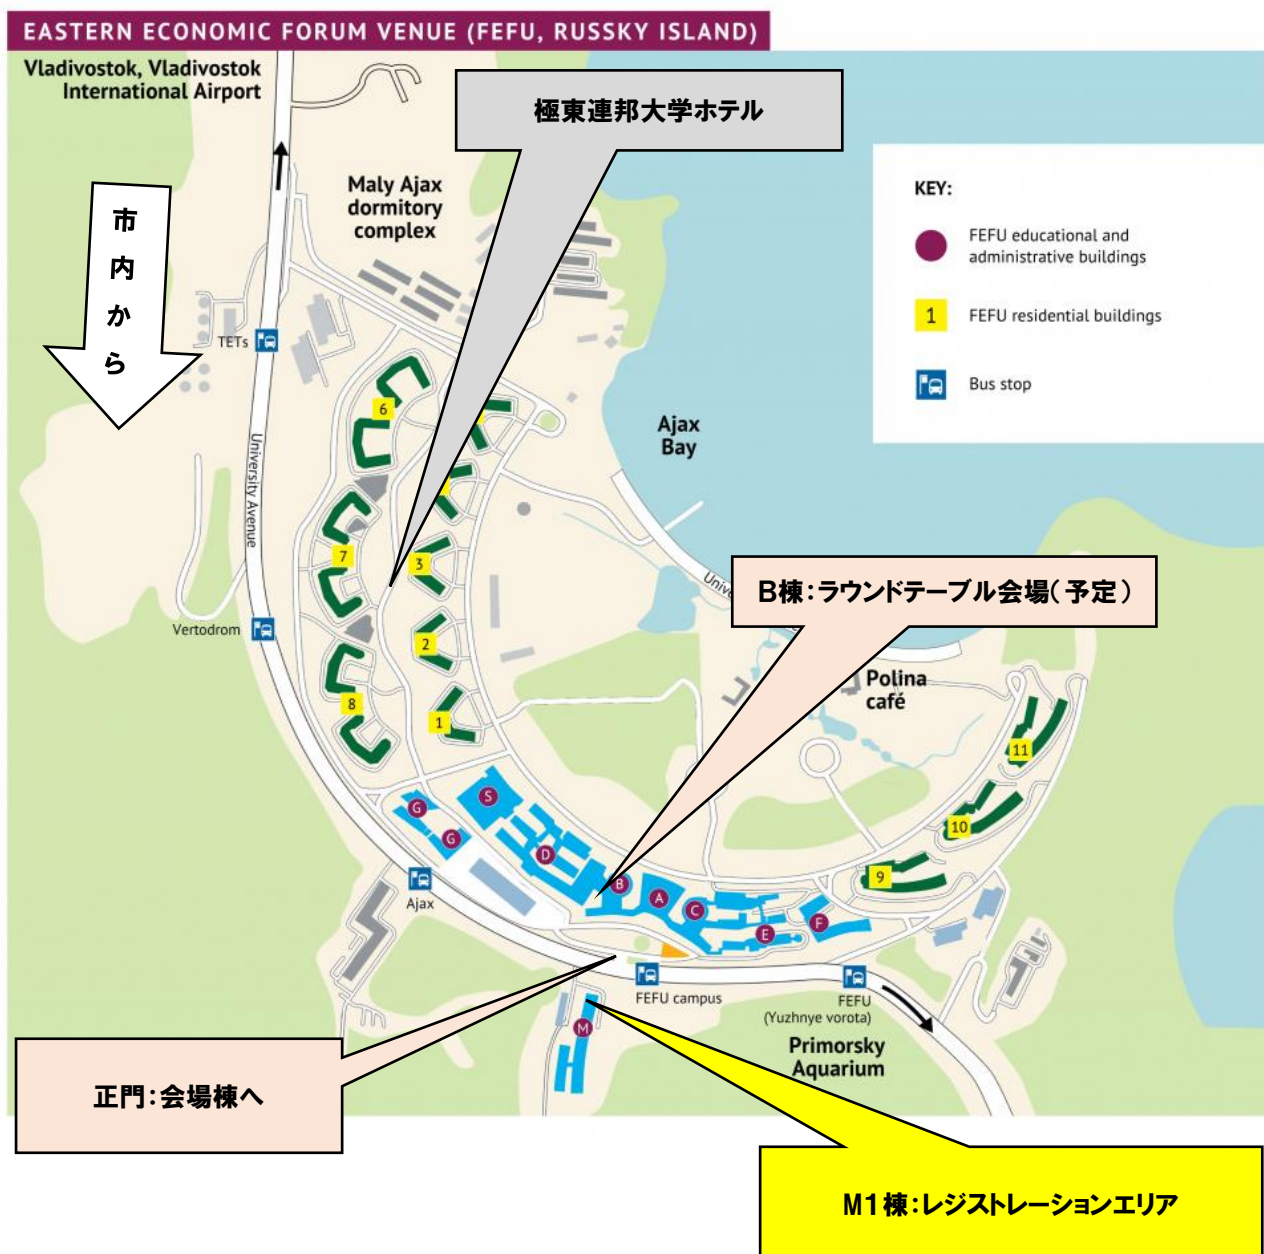 EASTERN ECONOMIC FORUM VENUE (FEFU, RUSSKY ISLAND)
Vladivostok, Vladivostok
International Airport
極東連邦大学ホテル
市内から
Maly Ajax
dormitory
complex
KEY:
FEFU educational and
administrative buildings
1
FEFU residential buildings
Bus stop
TETs
University Avenue
Ajax
Bay
6
7
3
2
8
1
Vertodrom
B棟：ラウンドテーブル会場（予定）
Polina
café
11
10
9
S
G
G
D
B
A
C
E
F
Ajax
FEFU campus
FEFU
(Yuzhnye vorota)
M
Primorsky
Aquarium
正門：会場棟へ
M1棟：レジストレーションエリア